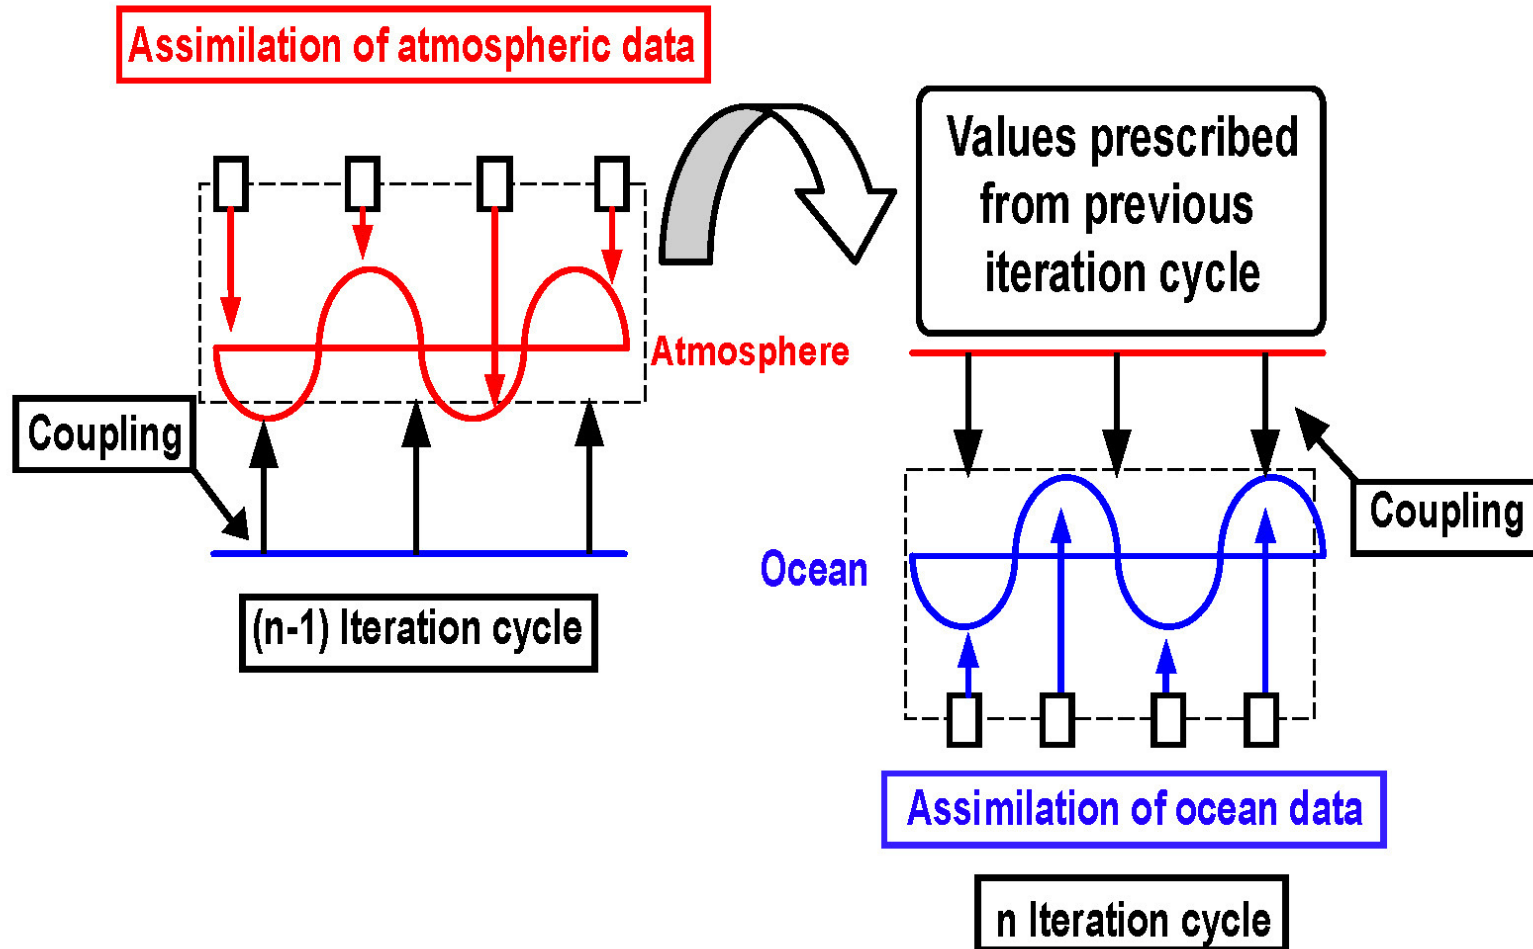 Assimilation of atmospheric data
Values prescribed
from previous
iteration cycle
Atmosphere
Coupling
(n-1) Iteration cycle
Ocean
Coupling
Assimilation of ocean data
n Iteration cycle